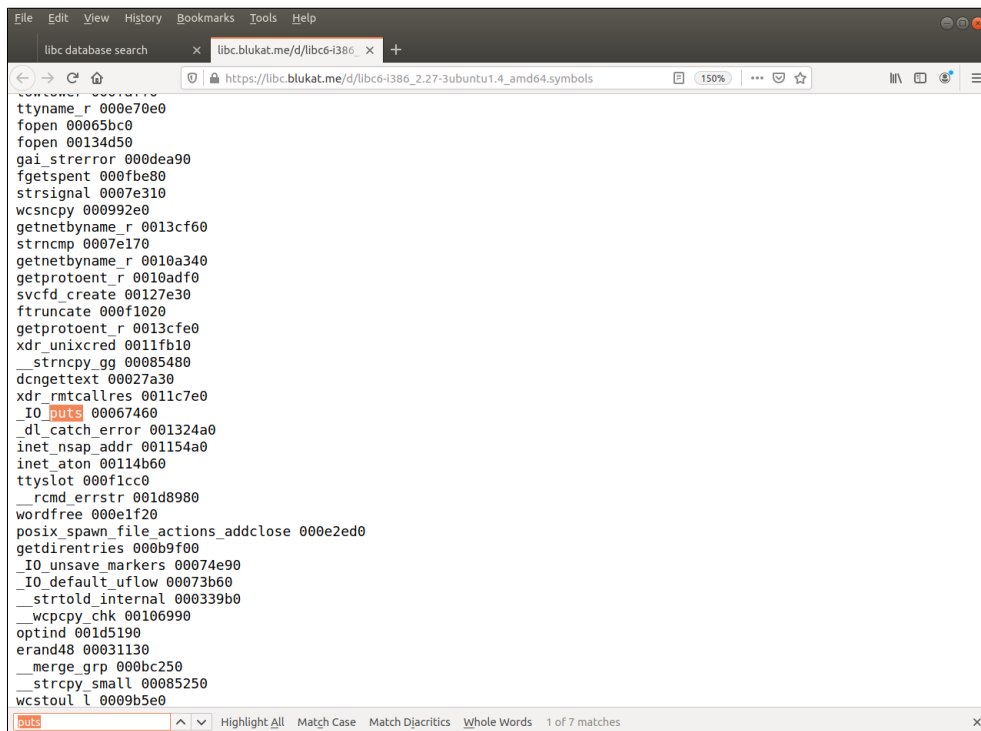 File Edit View History Bookmarks Tools Help
libc database search × libc.blukat.me/d/libc6-i386_ × +
https://libc.blukat.me/d/libc6-i386_2.27-3ubuntu1.4_amd64.symbols 150%
ttyname_r 000e70e0
fopen 00065bc0
fopen 00134d50
gai_strerror 000dea90
fgetspent 000fbe80
strsignal 0007e310
wcsncpy 000992e0
getnetbyname_r 0013cf60
strncmp 0007e170
getnetbyname_r 0010a340
getprotoent_r 0010adf0
svcfd_create 00127e30
ftruncate 000f1020
getprotoent_r 0013cfe0
xdr_unixcred 0011fb10
__strncpy_gg 00085480
dcngettext 00027a30
xdr_rmtcallres 0011c7e0
_IO_puts 00067460
_dl_catch_error 001324a0
inet_nsap_addr 001154a0
inet_aton 00114b60
ttyslot 000f1cc0
__rcmd_errstr 001d8980
wordfree 000e1f20
posix_spawn_file_actions_addclose 000e2ed0
getdirentries 000b9f00
_IO_unsave_markers 00074e90
_IO_default_uflow 00073b60
__strtold_internal 000339b0
__wcpcpy_chk 00106990
optind 001d5190
erand48 00031130
__merge_grp 000bc250
__strcpy_small 00085250
wcstoul_l 0009b5e0
puts Highlight All Match Case Match Diacritics Whole Words 1 of 7 matches